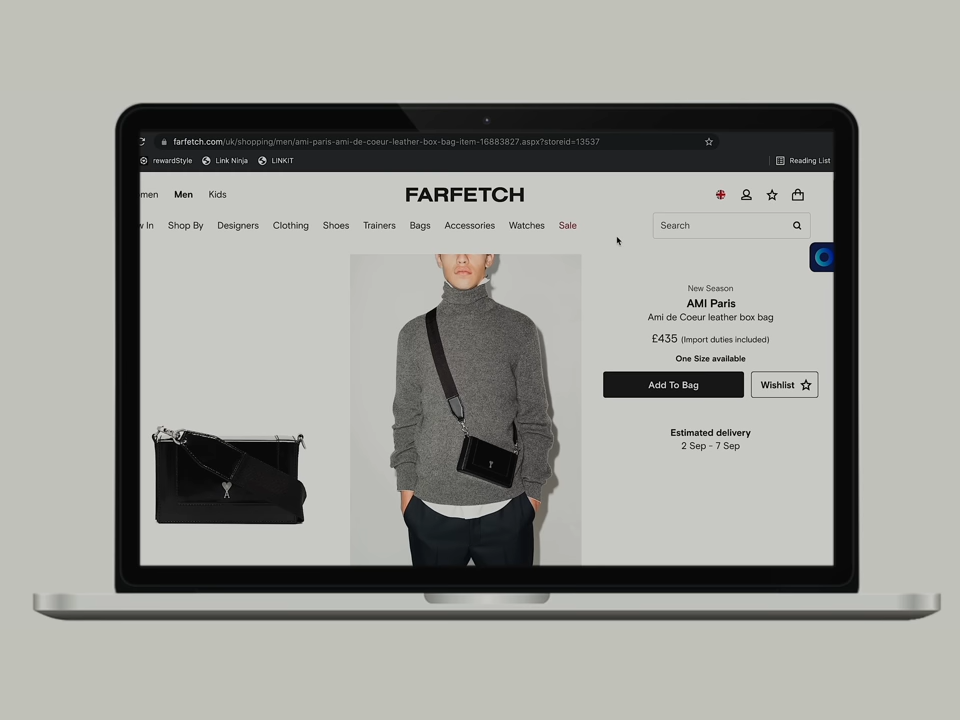 farfetch.com/uk/shopping/men/ami-paris-ami-de-coeur-leather-box-bag-item-16883827.aspx?storeid=13537
rewardStyle Link Ninja LINKIT Reading List
Men Kids FARFETCH
In Shop By Designers Clothing Shoes Trainers Bags Accessories Watches Sale Search
New Season
AMI Paris
Ami de Coeur leather box bag
£435 (Import duties included)
One Size available
Add To Bag Wishlist
Estimated delivery
2 Sep - 7 Sep